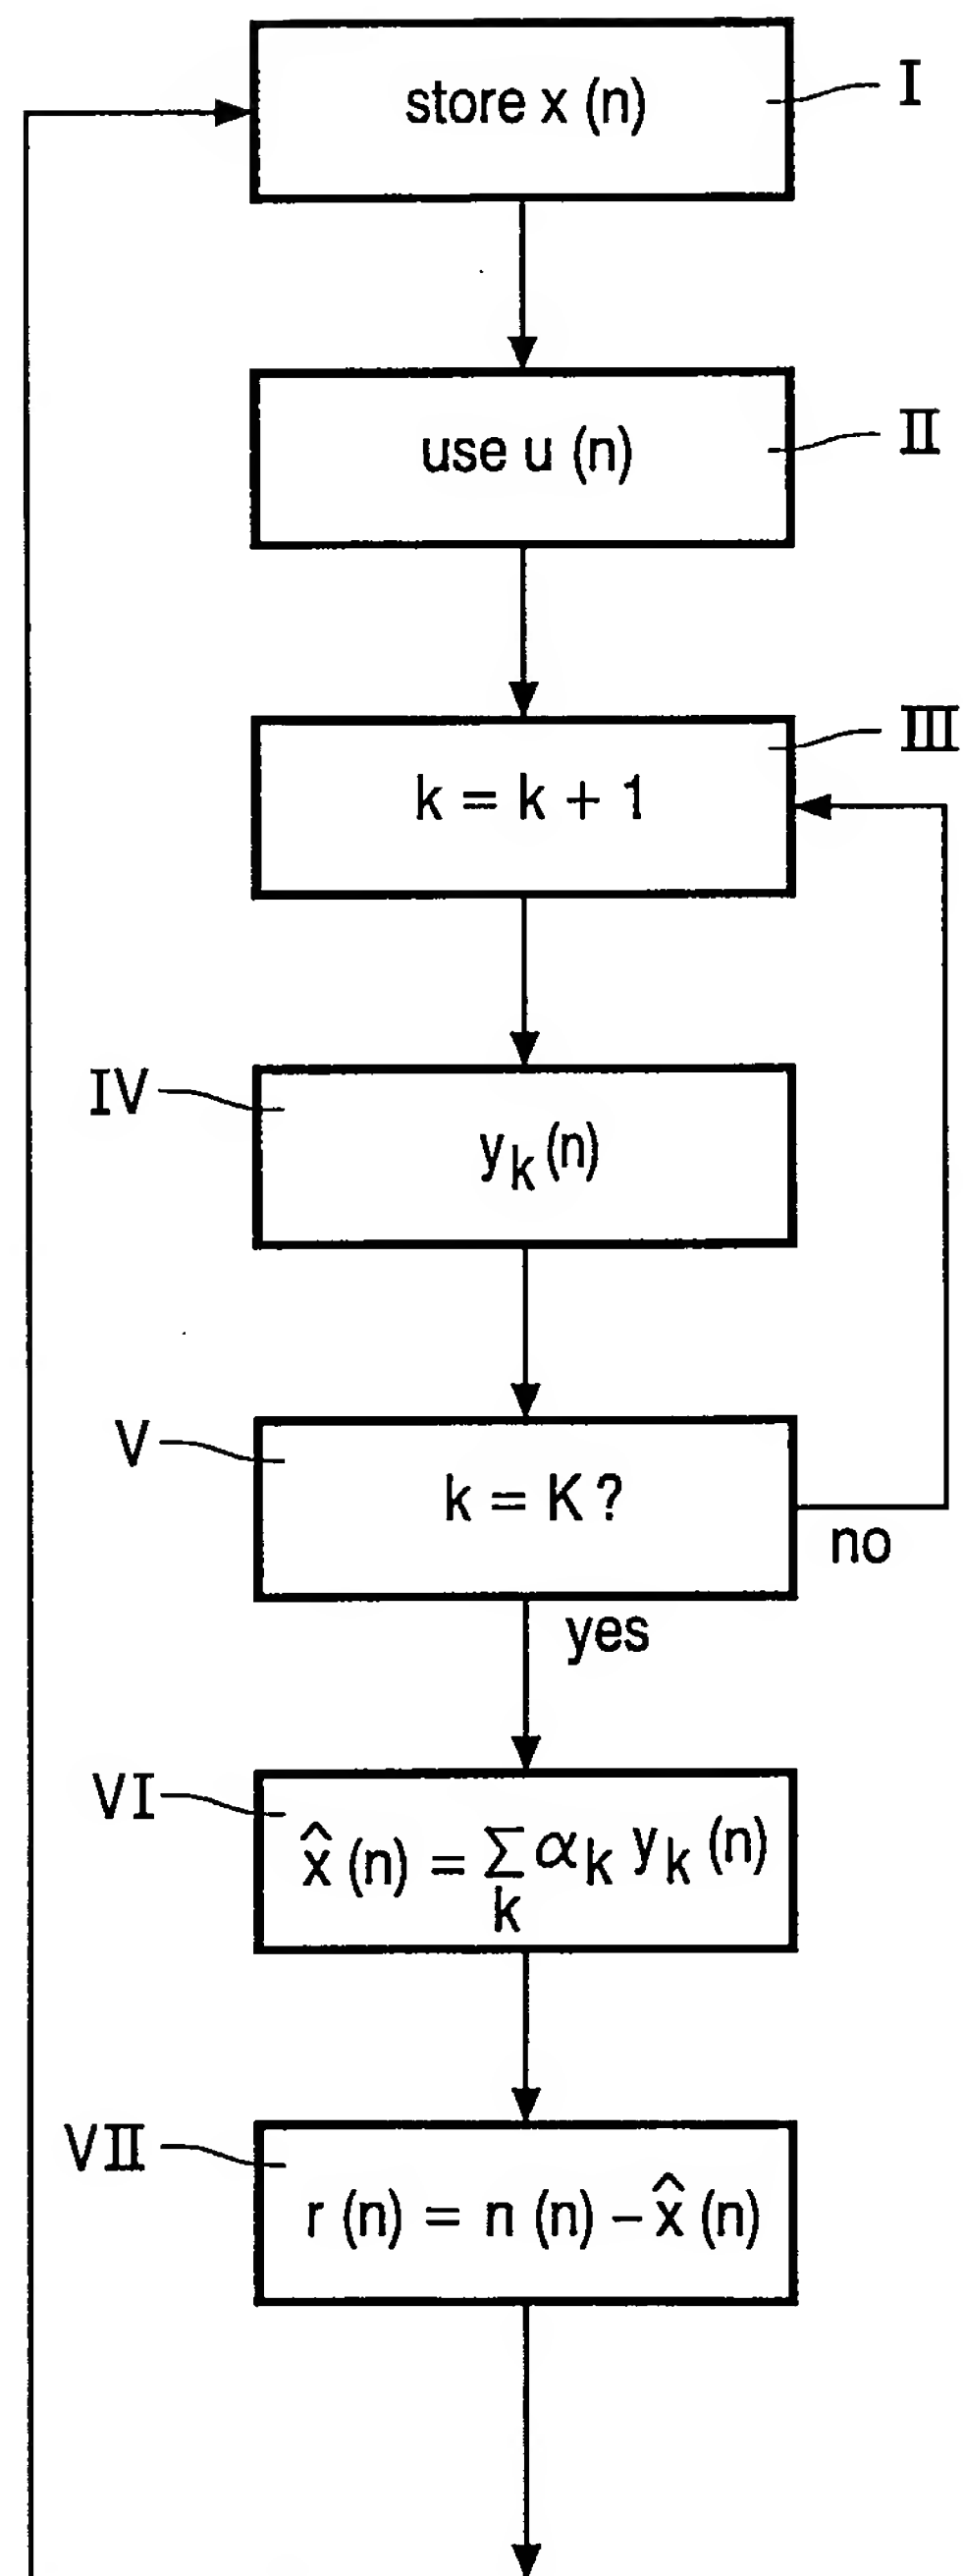 store x (n)
I
use u (n)
II
III
k = k + 1
IV
yk (n)
V
k = K ?
no
yes
VI
x̂ (n) = ∑ αk yk (n)
k
VII
r (n) = n (n) – x̂ (n)